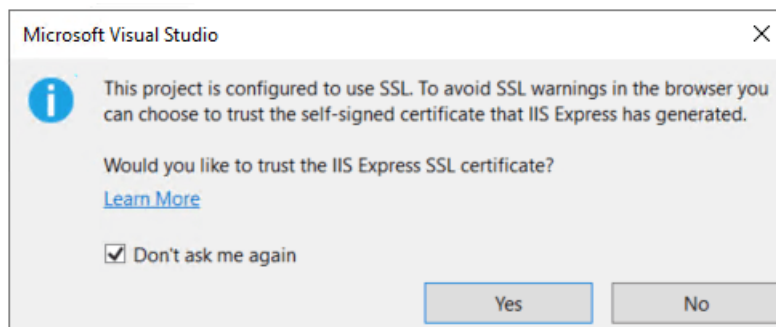 Microsoft Visual Studio
This project is configured to use SSL. To avoid SSL warnings in the browser you
can choose to trust the self-signed certificate that IIS Express has generated.
Would you like to trust the IIS Express SSL certificate?
Learn More
Don't ask me again
Yes
No